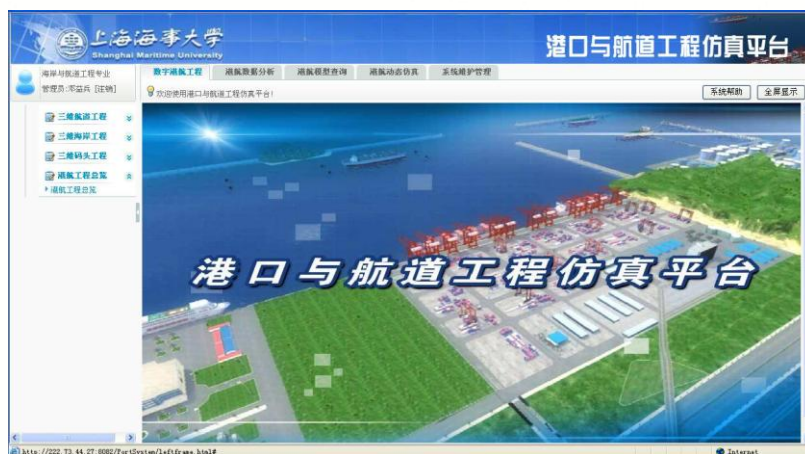 上海海事大学
Shanghai Maritime University
港口与航道工程仿真平台
海岸与航道工程专业
管理员:邓益兵 [注销]
数字港航工程 港航数据分析 港航模型查询 港航动态仿真 系统维护管理
欢迎使用港口与航道工程仿真平台!
系统帮助 全屏显示
三维航道工程
三维海岸工程
三维码头工程
港航工程总览
港航工程总览
港口与航道工程仿真平台
http://222.73.44.27:8082/PortSystem/leftframe.html#
Internet